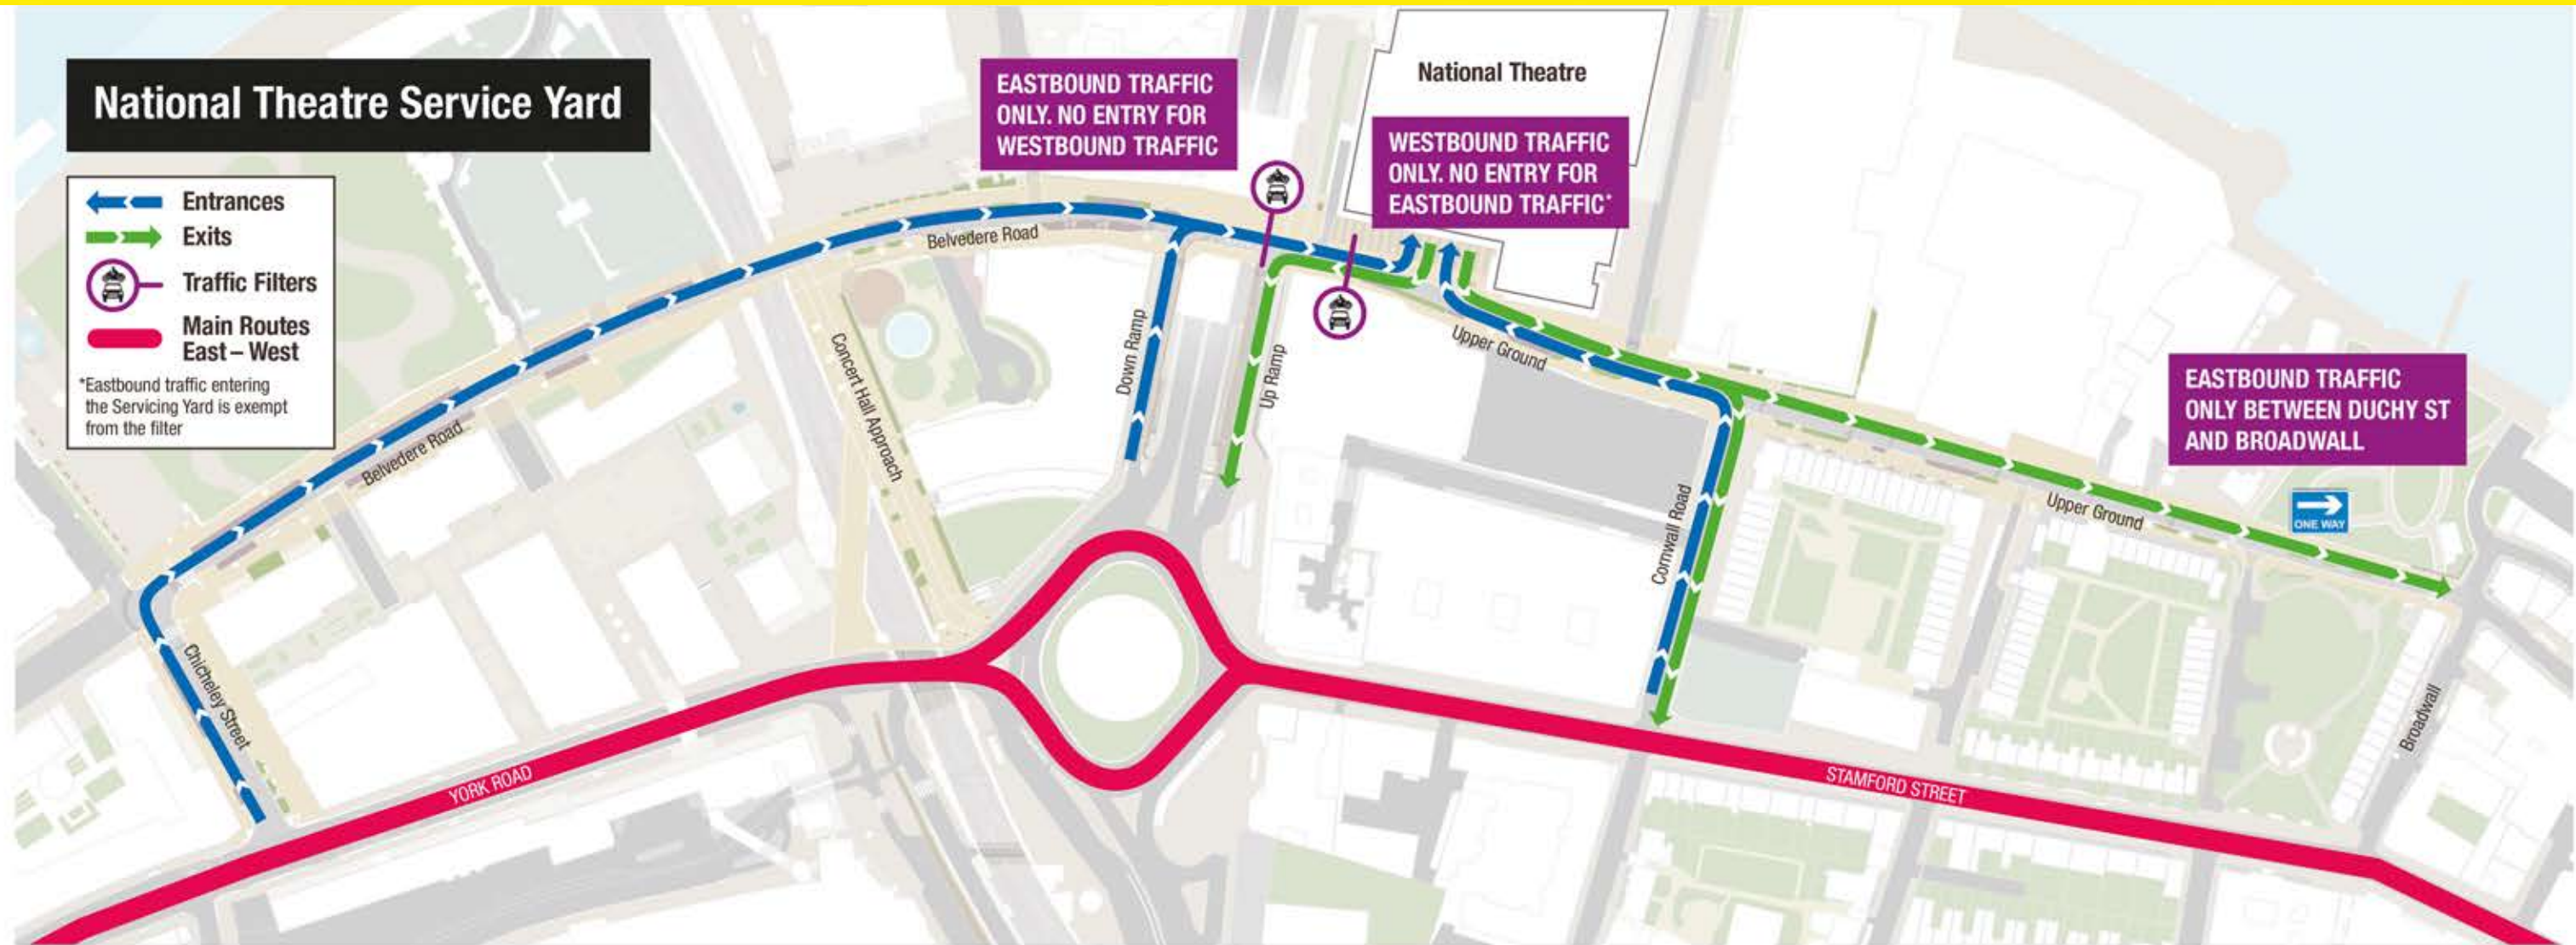 National Theatre Service Yard
Entrances
Exits
Traffic Filters
Main Routes
East – West
*Eastbound traffic entering
the Servicing Yard is exempt
from the filter
EASTBOUND TRAFFIC
ONLY. NO ENTRY FOR
WESTBOUND TRAFFIC
National Theatre
WESTBOUND TRAFFIC
ONLY. NO ENTRY FOR
EASTBOUND TRAFFIC*
EASTBOUND TRAFFIC
ONLY BETWEEN DUCHY ST
AND BROADWALL
ONE WAY
Belvedere Road
Belvedere Road
Concert Hall Approach
Down Ramp
Up Ramp
Upper Ground
Upper Ground
Cornwall Road
Chicheley Street
YORK ROAD
STAMFORD STREET
Broadwall